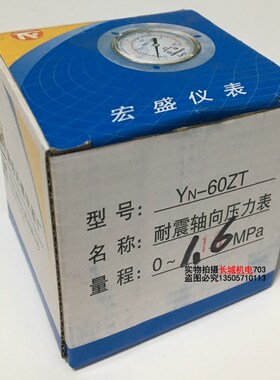 宏盛仪表
型号: YN-60ZT
名称: 耐震轴向压力表
量程: 0~1.6MPa
实物拍摄长城机电703
盗图必究13505710113